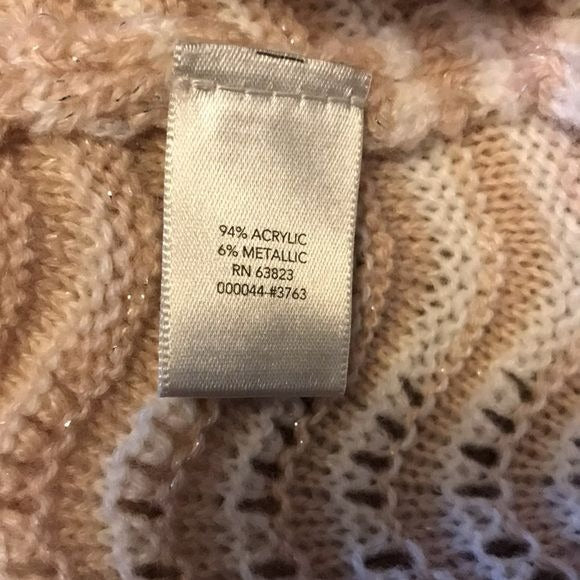 94% ACRYLIC
6% METALLIC
RN 63823
000044-#3763